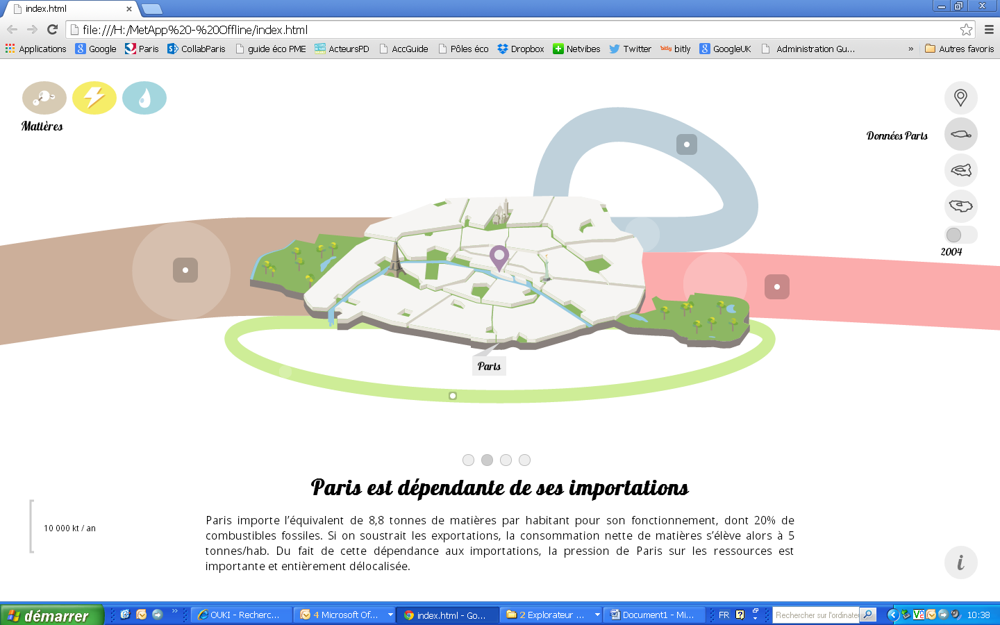 index.html
file:///H:/MetApp%20-%20Offline/index.html
Applications Google Paris CollabParis guide éco PME ActeursPD AccGuide Pôles éco Dropbox Netvibes Twitter bitly bitly GoogleUK Administration Gu... » Autres favoris
Matières
Données Paris
2004
Paris
Paris est dépendante de ses importations
10 000 kt / an
Paris importe l'équivalent de 8,8 tonnes de matières par habitant pour son fonctionnement, dont 20% de
combustibles fossiles. Si on soustrait les exportations, la consommation nette de matières s'élève alors à 5
tonnes/hab. Du fait de cette dépendance aux importations, la pression de Paris sur les ressources est
importante et entièrement délocalisée.
i
démarrer » OUKI - Recherc... 4 Microsoft Of... index.html - Go... 2 Explorateur ... Document1 - Mi... FR Rechercher sur l'ordinate 10:38